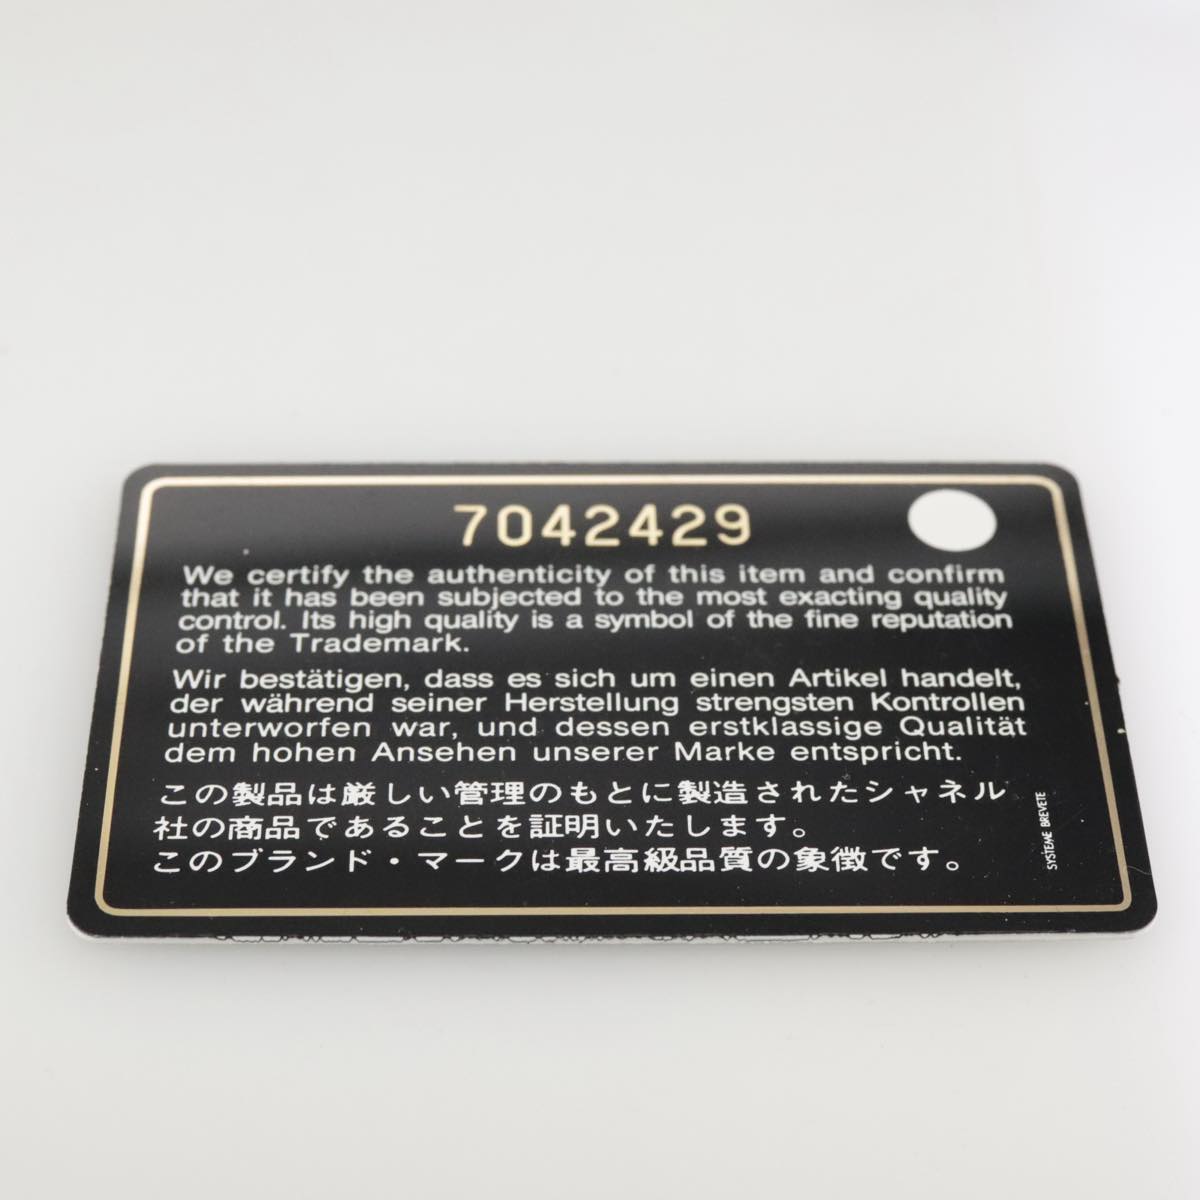 7042429
We certify the authenticity of this item and confirm
that it has been subjected to the most exacting quality
control. Its high quality is a symbol of the fine reputation
of the Trademark.
Wir bestätigen, dass es sich um einen Artikel handelt,
der während seiner Herstellung strengsten Kontrollen
unterworfen war, und dessen erstklassige Qualität
dem hohen Ansehen unserer Marke entspricht.
この製品は厳しい管理のもとに製造されたシャネル
社の商品であることを証明いたします。
このブランド・マークは最高級品質の象徴です。
SYSTEME BREVETE